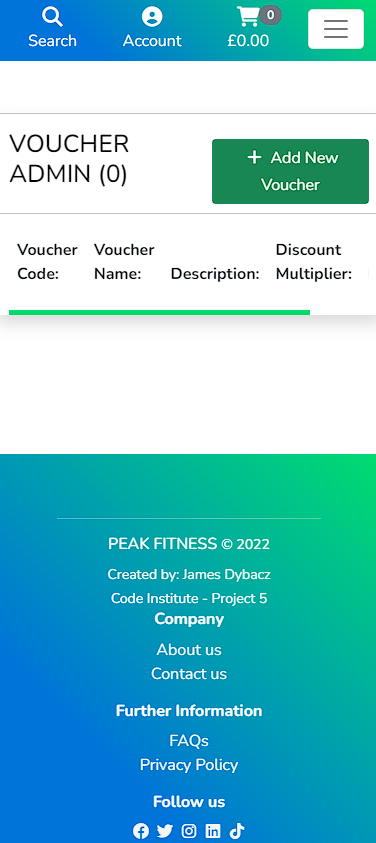 0
Search Account £0.00
VOUCHER
ADMIN (0)
Add New
Voucher
Voucher Voucher Discount
Code: Name: Description: Multiplier:
PEAK FITNESS © 2022
Created by: James Dybacz
Code Institute - Project 5
Company
About us
Contact us
Further Information
FAQs
Privacy Policy
Follow us